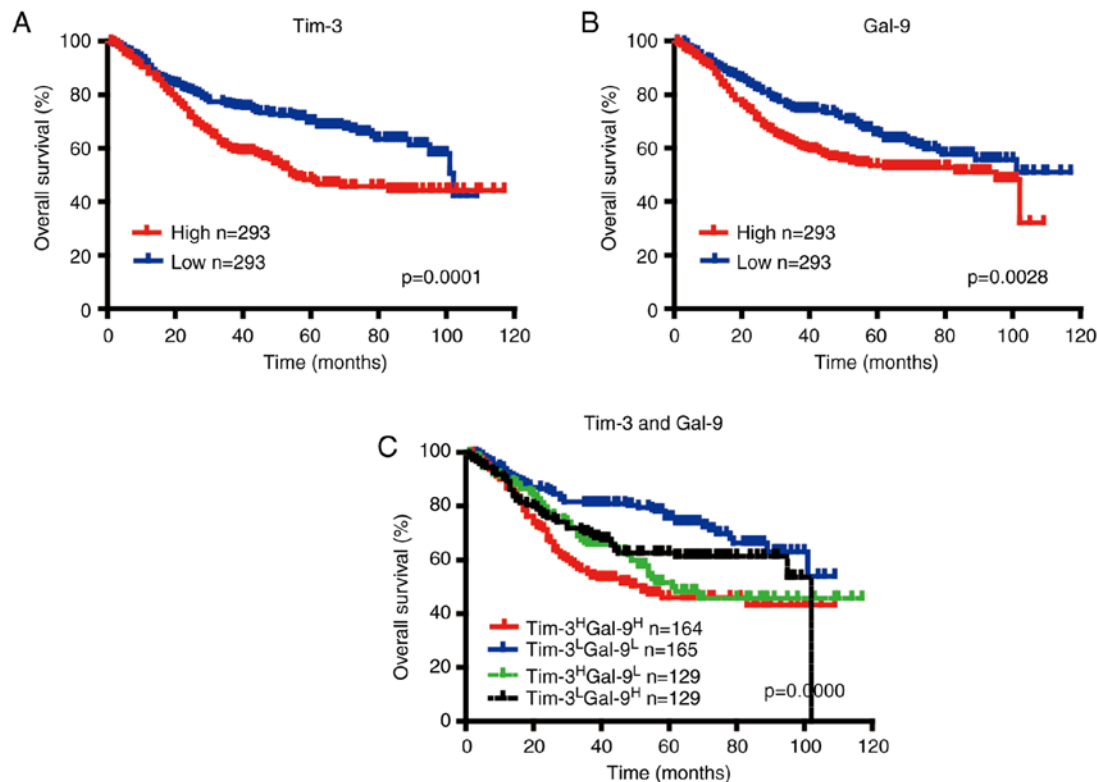 A
Tim-3
Overall survival (%)
100
80
60
40
20
0
High n=293
Low n=293
p=0.0001
0 20 40 60 80 100 120
Time (months)
B
Gal-9
Overall survival (%)
100
80
60
40
20
0
High n=293
Low n=293
p=0.0028
0 20 40 60 80 100 120
Time (months)
C
Tim-3 and Gal-9
Overall survival (%)
100
80
60
40
20
0
Tim-3ᴴGal-9ᴴ n=164
Tim-3ᴸGal-9ᴸ n=165
Tim-3ᴴGal-9ᴸ n=129
Tim-3ᴸGal-9ᴴ n=129
p=0.0000
0 20 40 60 80 100 120
Time (months)